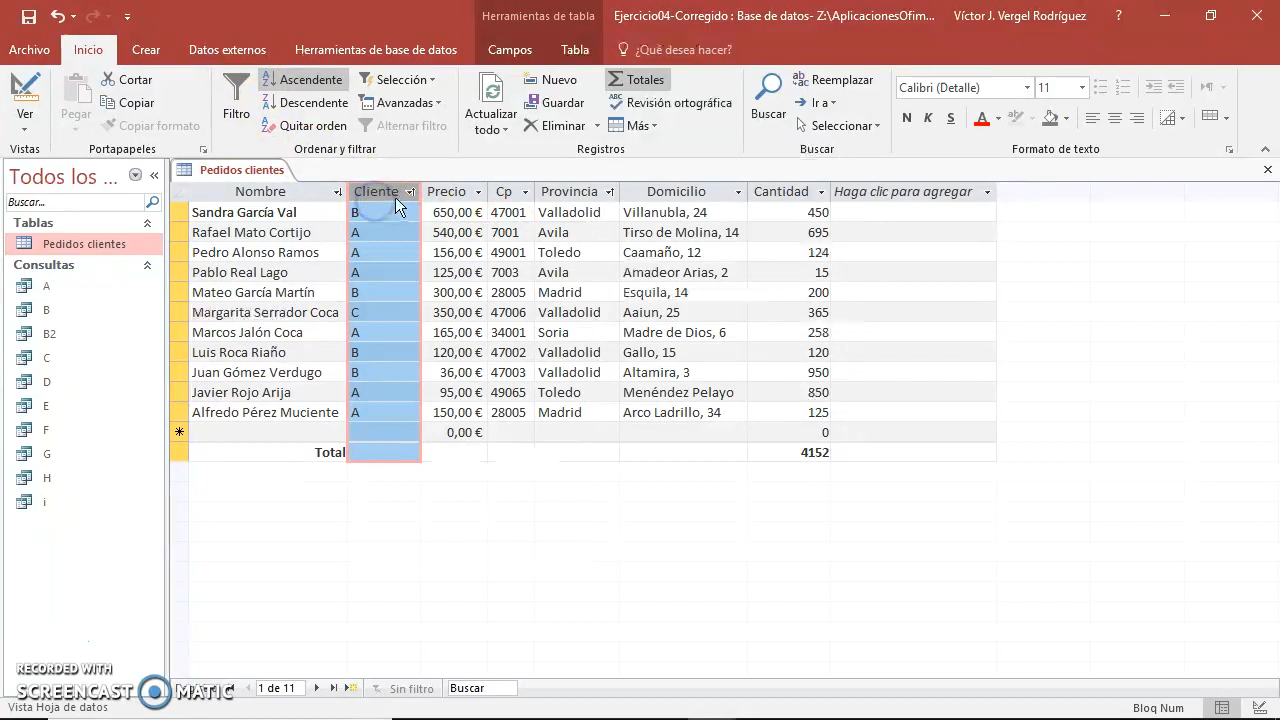 Herramientas de tabla Ejercicio04-Corregido : Base de datos- Z:\AplicacionesOfim... Víctor J. Vergel Rodríguez ?
Archivo Inicio Crear Datos externos Herramientas de base de datos Campos Tabla ¿Qué desea hacer?
Cortar Ascendente Selección Nuevo Totales Reemplazar Calibri (Detalle) 11
Copiar Descendente Avanzadas Guardar Revisión ortográfica Ir a N K S A
Ver Pegar Copiar formato Filtro Quitar orden Alternar filtro Actualizar todo Eliminar Más Buscar Seleccionar
Vistas Portapapeles Ordenar y filtrar Registros Buscar Formato de texto
Todos los ... Pedidos clientes
Buscar...
Tablas
Pedidos clientes
Consultas
A
B
B2
C
D
E
F
G
H
i
Nombre Cliente Precio Cp Provincia Domicilio Cantidad Haga clic para agregar
Sandra García Val B 650,00 € 47001 Valladolid Villanubla, 24 450
Rafael Mato Cortijo A 540,00 € 7001 Avila Tirso de Molina, 14 695
Pedro Alonso Ramos A 156,00 € 49001 Toledo Caamaño, 12 124
Pablo Real Lago A 125,00 € 7003 Avila Amadeor Arias, 2 15
Mateo García Martín B 300,00 € 28005 Madrid Esquila, 14 200
Margarita Serrador Coca C 350,00 € 47006 Valladolid Aaiun, 25 365
Marcos Jalón Coca A 165,00 € 34001 Soria Madre de Dios, 6 258
Luis Roca Riaño B 120,00 € 47002 Valladolid Gallo, 15 120
Juan Gómez Verdugo B 36,00 € 47003 Valladolid Altamira, 3 950
Javier Rojo Arija A 95,00 € 49065 Toledo Menéndez Pelayo 850
Alfredo Pérez Muciente A 150,00 € 28005 Madrid Arco Ladrillo, 34 125
0,00 € 0
Total 4152
RECORDED WITH
SCREENCAST MATIC
1 de 11 Sin filtro Buscar
Vista Hoja de datos Bloq Num